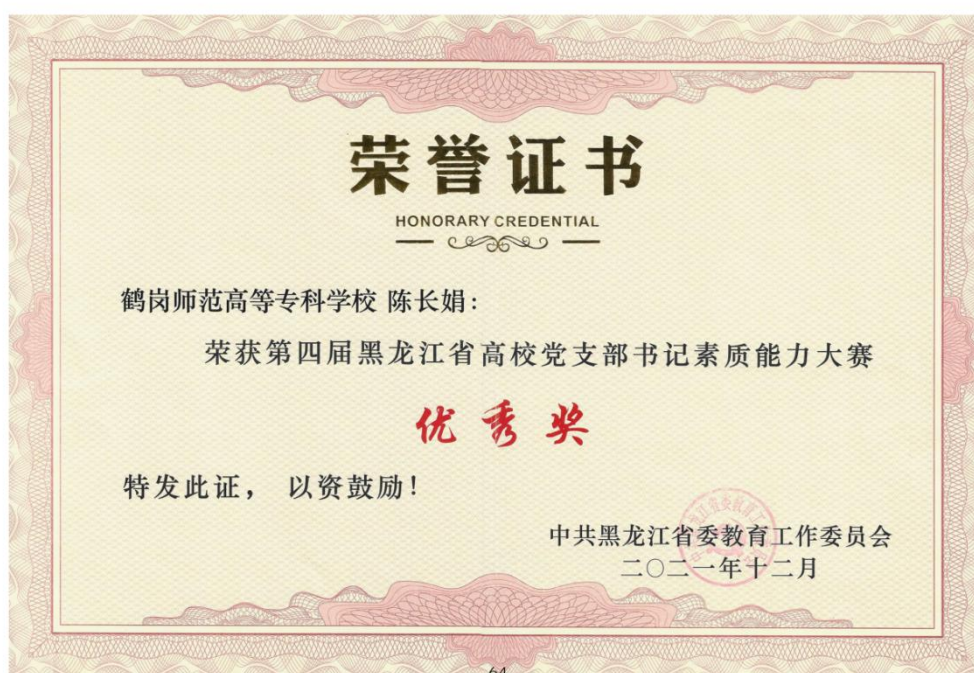 荣誉证书
HONORARY CREDENTIAL
鹤岗师范高等专科学校 陈长娟:
荣获第四届黑龙江省高校党支部书记素质能力大赛
优秀奖
特发此证, 以资鼓励!
中共黑龙江省委教育工作委员会
二〇二一年十二月
64